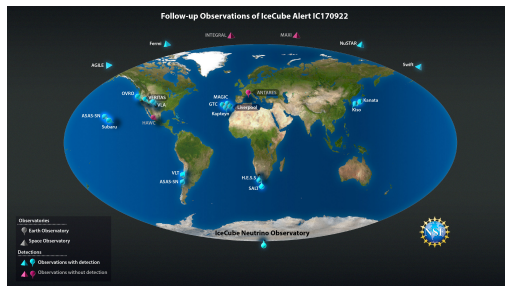 Follow-up Observations of IceCube Alert IC170922
INTEGRAL
MAXI
Fermi
NuSTAR
AGILE
Swift
OVRO
VERITAS
VLA
MAGIC
GTC
Kapteyn
Liverpool
ANTARES
Kanata
Kiso
ASAS-SN
Subaru
HAWC
VLT
ASAS-SN
H.E.S.S
SALT
IceCube Neutrino Observatory
Observatories
Earth Observatory
Space Observatory
Detections
Observatories with detection
Observatories without detection
NSF